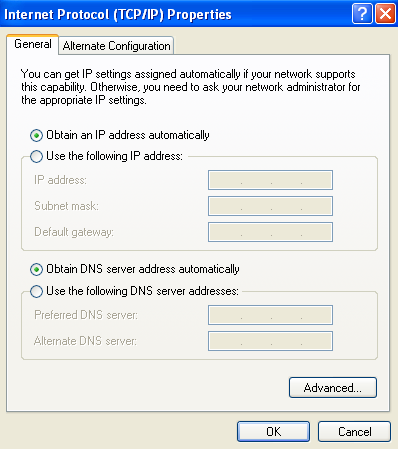 Internet Protocol (TCP/IP) Properties
General
Alternate Configuration
You can get IP settings assigned automatically if your network supports
this capability. Otherwise, you need to ask your network administrator for
the appropriate IP settings.
Obtain an IP address automatically
Use the following IP address:
IP address:
Subnet mask:
Default gateway:
Obtain DNS server address automatically
Use the following DNS server addresses:
Preferred DNS server:
Alternate DNS server:
Advanced...
OK
Cancel